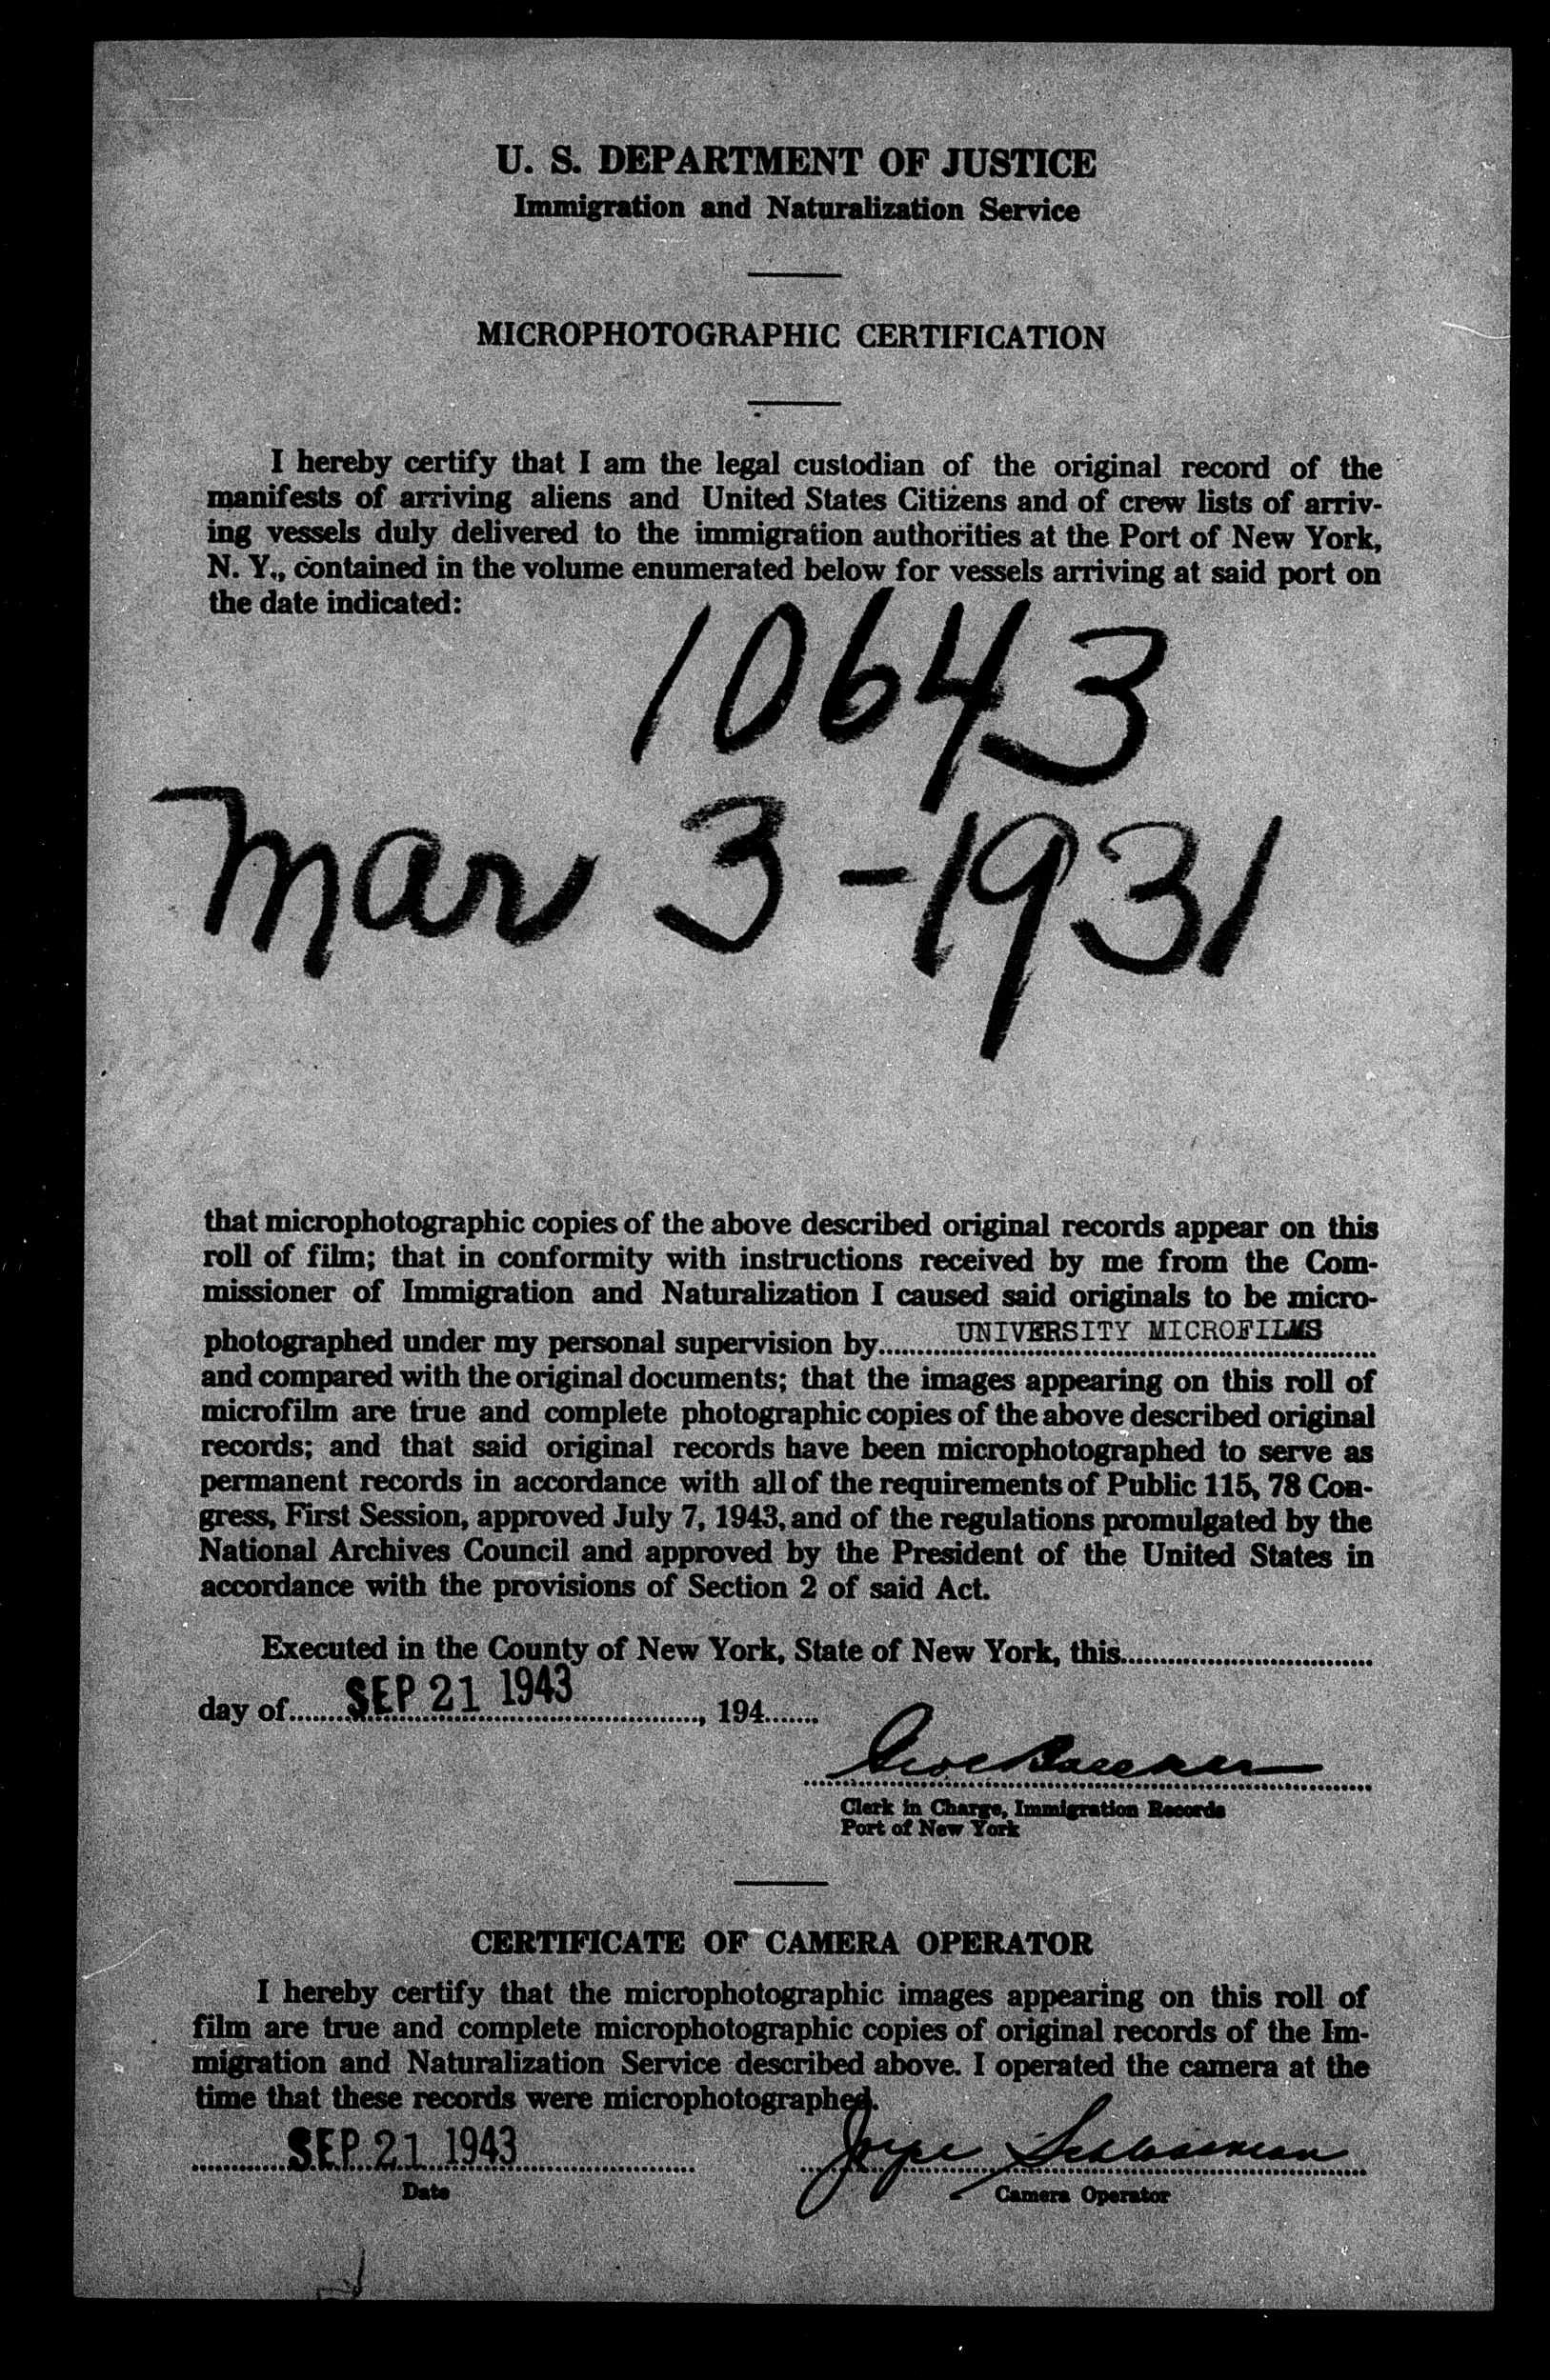 U. S. DEPARTMENT OF JUSTICE
Immigration and Naturalization Service
MICROPHOTOGRAPHIC CERTIFICATION
I hereby certify that I am the legal custodian of the original record of the
manifests of arriving aliens and United States Citizens and of crew lists of arriv-
ing vessels duly delivered to the immigration authorities at the Port of New York,
N. Y., contained in the volume enumerated below for vessels arriving at said port on
the date indicated:
10643
Mar 3 - 1931
that microphotographic copies of the above described original records appear on this
roll of film; that in conformity with instructions received by me from the Com-
missioner of Immigration and Naturalization I caused said originals to be micro-
photographed under my personal supervision by UNIVERSITY MICROFILMS
and compared with the original documents; that the images appearing on this roll of
microfilm are true and complete photographic copies of the above described original
records; and that said original records have been microphotographed to serve as
permanent records in accordance with all of the requirements of Public 115, 78 Con-
gress, First Session, approved July 7, 1943, and of the regulations promulgated by the
National Archives Council and approved by the President of the United States in
accordance with the provisions of Section 2 of said Act.
Executed in the County of New York, State of New York, this
day of SEP 21 1943, 194
Clerk in Charge, Immigration Records
Port of New York
CERTIFICATE OF CAMERA OPERATOR
I hereby certify that the microphotographic images appearing on this roll of
film are true and complete microphotographic copies of original records of the Im-
migration and Naturalization Service described above. I operated the camera at the
time that these records were microphotographed.
SEP 21 1943
Date
Camera Operator